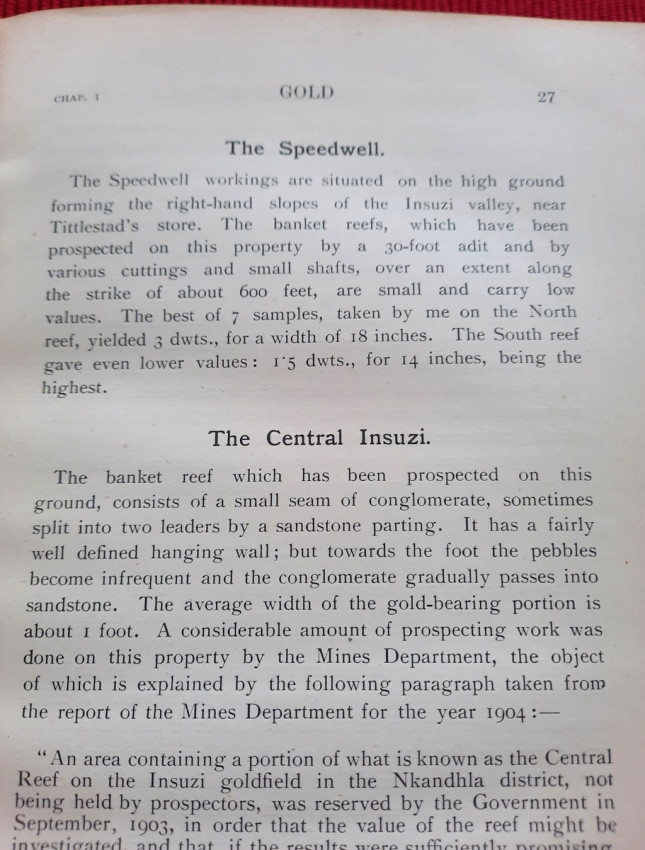 CHAP. I GOLD 27
The Speedwell.
The Speedwell workings are situated on the high ground
forming the right-hand slopes of the Insuzi valley, near
Tittlestad's store. The banket reefs, which have been
prospected on this property by a 30-foot adit and by
various cuttings and small shafts, over an extent along
the strike of about 600 feet, are small and carry low
values. The best of 7 samples, taken by me on the North
reef, yielded 3 dwts., for a width of 18 inches. The South reef
gave even lower values: 1·5 dwts., for 14 inches, being the
highest.
The Central Insuzi.
The banket reef which has been prospected on this
ground, consists of a small seam of conglomerate, sometimes
split into two leaders by a sandstone parting. It has a fairly
well defined hanging wall; but towards the foot the pebbles
become infrequent and the conglomerate gradually passes into
sandstone. The average width of the gold-bearing portion is
about 1 foot. A considerable amount of prospecting work was
done on this property by the Mines Department, the object
of which is explained by the following paragraph taken from
the report of the Mines Department for the year 1904:—
"An area containing a portion of what is known as the Central
Reef on the Insuzi goldfield in the Nkandhla district, not
being held by prospectors, was reserved by the Government in
September, 1903, in order that the value of the reef might be
investigated, and that, if the results were sufficiently promising